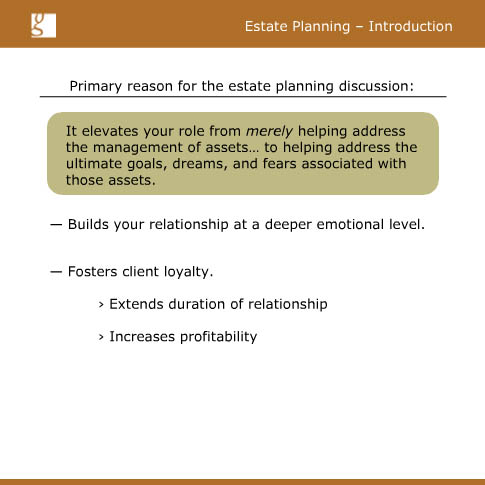 Estate Planning – Introduction
Primary reason for the estate planning discussion:
It elevates your role from merely helping address
the management of assets… to helping address the
ultimate goals, dreams, and fears associated with
those assets.
— Builds your relationship at a deeper emotional level.
— Fosters client loyalty.
> Extends duration of relationship
> Increases profitability